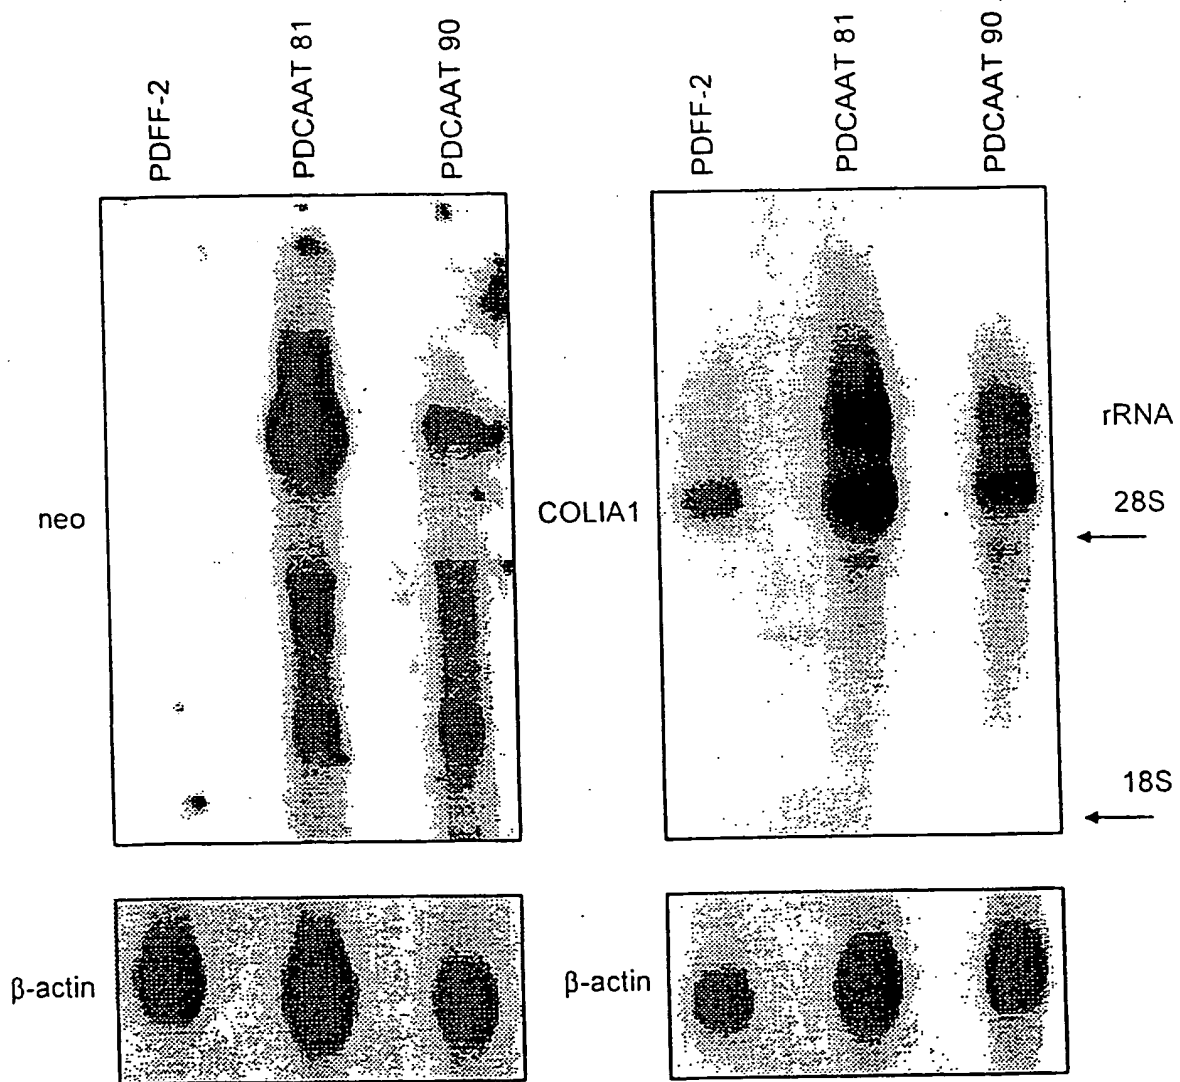 PDFF-2
PDCAAT 81
PDCAAT 90
PDFF-2
PDCAAT 81
PDCAAT 90
neo
COLIA1
rRNA
28S
18S
β-actin
β-actin